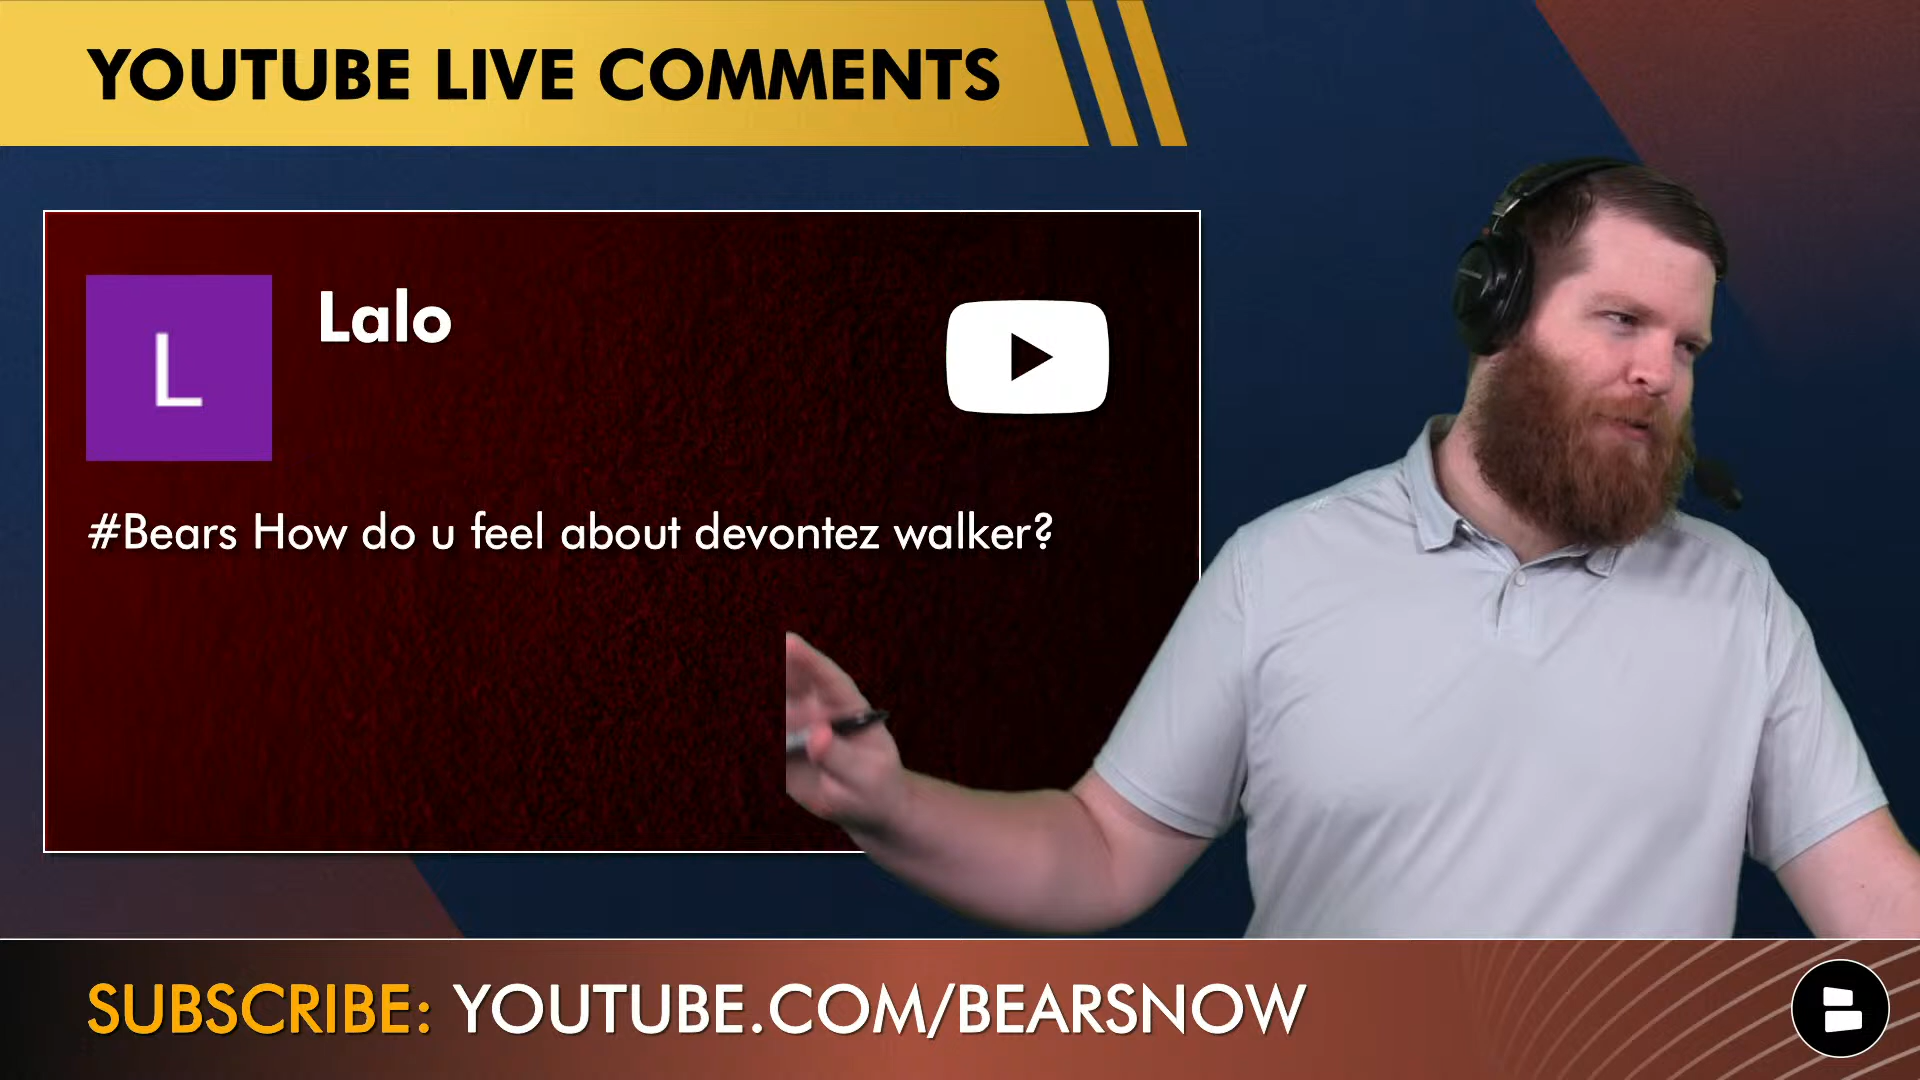 YOUTUBE LIVE COMMENTS
L
Lalo
#Bears How do u feel about devontez walker?
SUBSCRIBE: YOUTUBE.COM/BEARSNOW